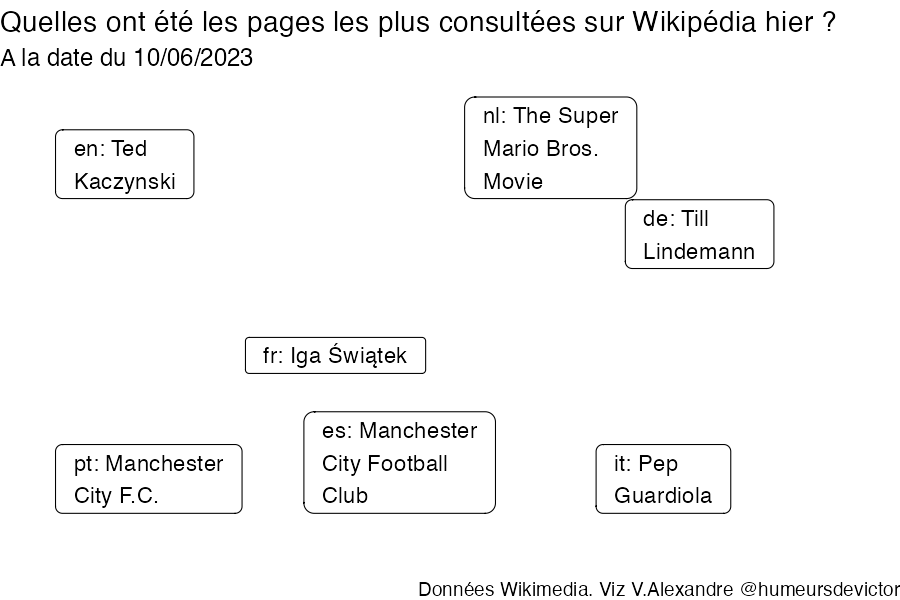 Quelles ont été les pages les plus consultées sur Wikipédia hier ?
A la date du 10/06/2023
nl: The Super
Mario Bros.
Movie
en: Ted
Kaczynski
de: Till
Lindemann
fr: Iga Świątek
es: Manchester
City Football
Club
pt: Manchester
City F.C.
it: Pep
Guardiola
Données Wikimedia. Viz V.Alexandre @humeursdevictor